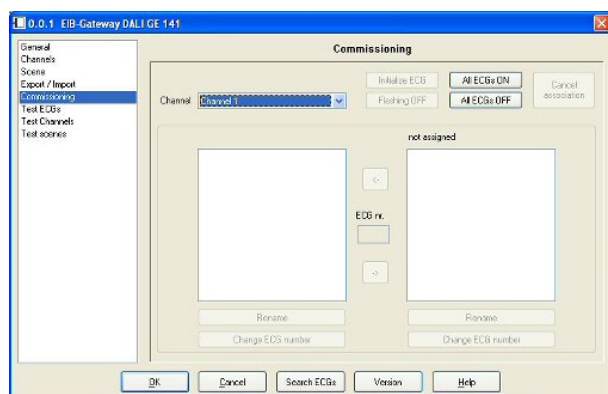 0.0.1 EIB-Gateway DALI GE 141
General
Channels
Scene
Export / Import
Commissioning
Test ECGs
Test Channels
Test scenes
Commissioning
Channel
Channel 1
Initialize ECG
All ECGs ON
Cancel association
Flashing OFF
All ECGs OFF
not assigned
<-
ECG nr.
->
Rename
Rename
Change ECG number
Change ECG number
OK
Cancel
Search ECGs
Version
Help